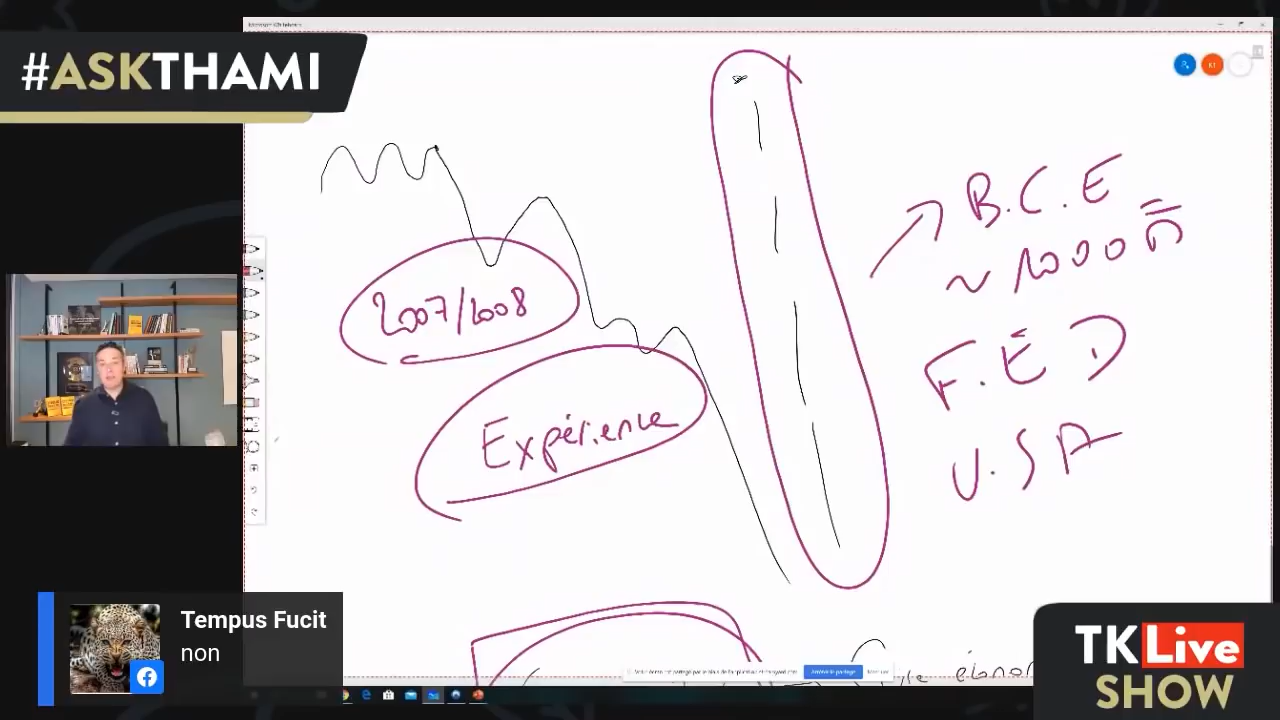 #ASKTHAMI
2007/2008
Expérience
B.C.E
~ 1000
F.E.D
U.S.A
Tempus Fucit
non
TK Live
SHOW